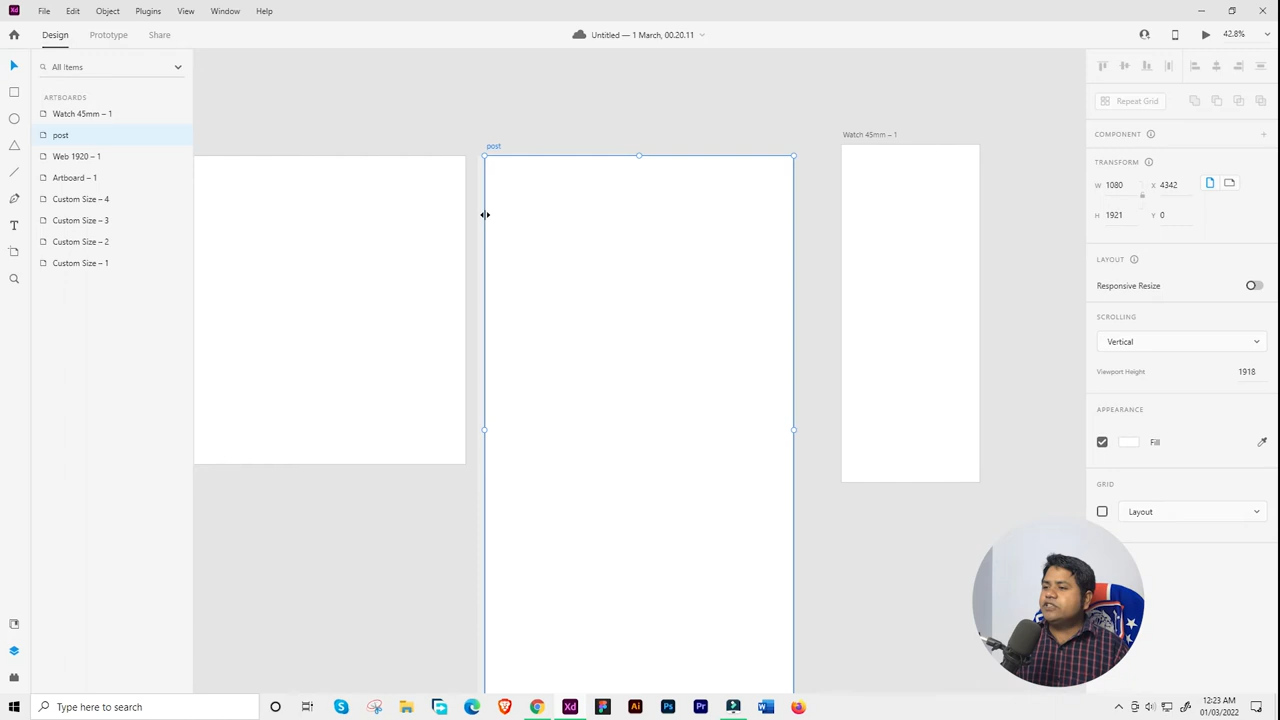 File Edit Object Plugins View Window Help
Design Prototype Share
Untitled — 1 March, 00.20.11
42.8%
All Items
ARTBOARDS
Watch 45mm – 1
post
Web 1920 – 1
Artboard – 1
Custom Size – 4
Custom Size – 3
Custom Size – 2
Custom Size – 1
post
Watch 45mm – 1
Repeat Grid
COMPONENT
TRANSFORM
W 1080 X 4342
H 1921 Y 0
LAYOUT
Responsive Resize
SCROLLING
Vertical
Viewport Height 1918
APPEARANCE
Fill
GRID
Layout
Type here to search
12:23 AM
01/03/2022